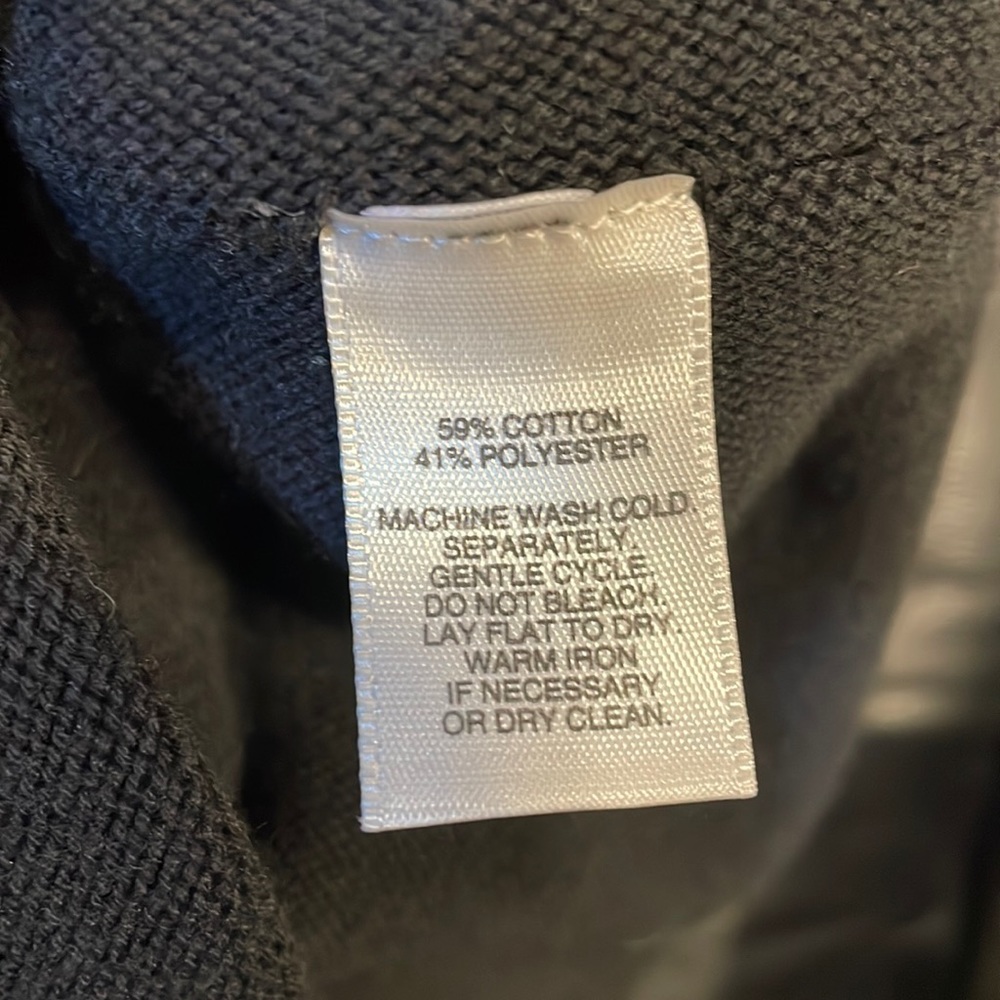 59% COTTON
41% POLYESTER
MACHINE WASH COLD
SEPARATELY.
GENTLE CYCLE.
DO NOT BLEACH.
LAY FLAT TO DRY.
WARM IRON
IF NECESSARY
OR DRY CLEAN.